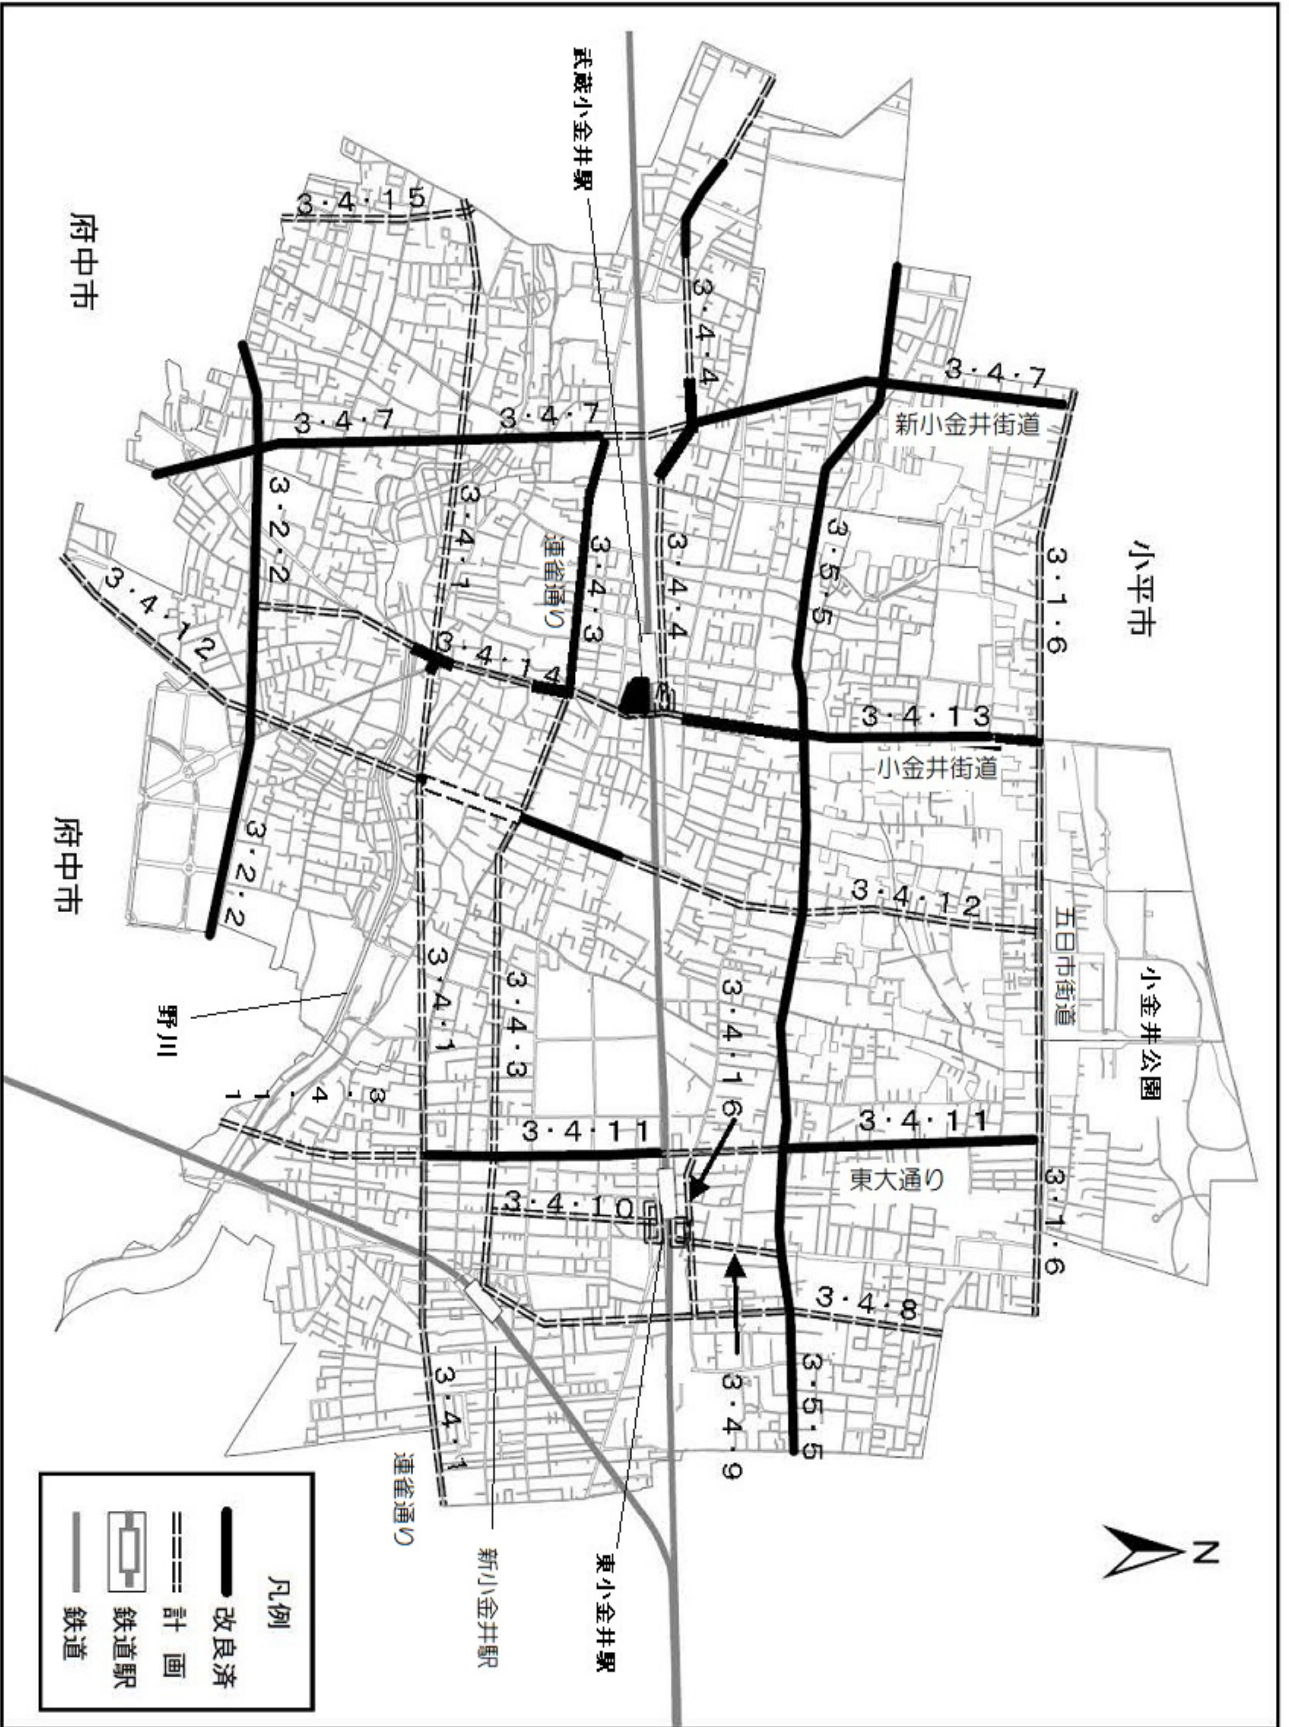 N
小平市
小金井公園
五日市街道
3・1・6
3・1・6
3・4・7
新小金井街道
3・4・13
小金井街道
3・4・12
3・4・11
東大通り
3・4・8
3・5・5
3・5・5
3・4・16
3・4・9
3・4・4
3・4・4
武蔵小金井駅
東小金井駅
3・4・7
3・4・3
連雀通り
3・4・14
3・4・3
3・4・11
3・4・10
新小金井駅
3・4・1
3・4・1
3・4・1
連雀通り
3・4・15
3・4・7
3・2・2
3・2・2
3・4・12
3・4・11
野川
府中市
府中市
凡例
改良済
計 画
鉄道駅
鉄道